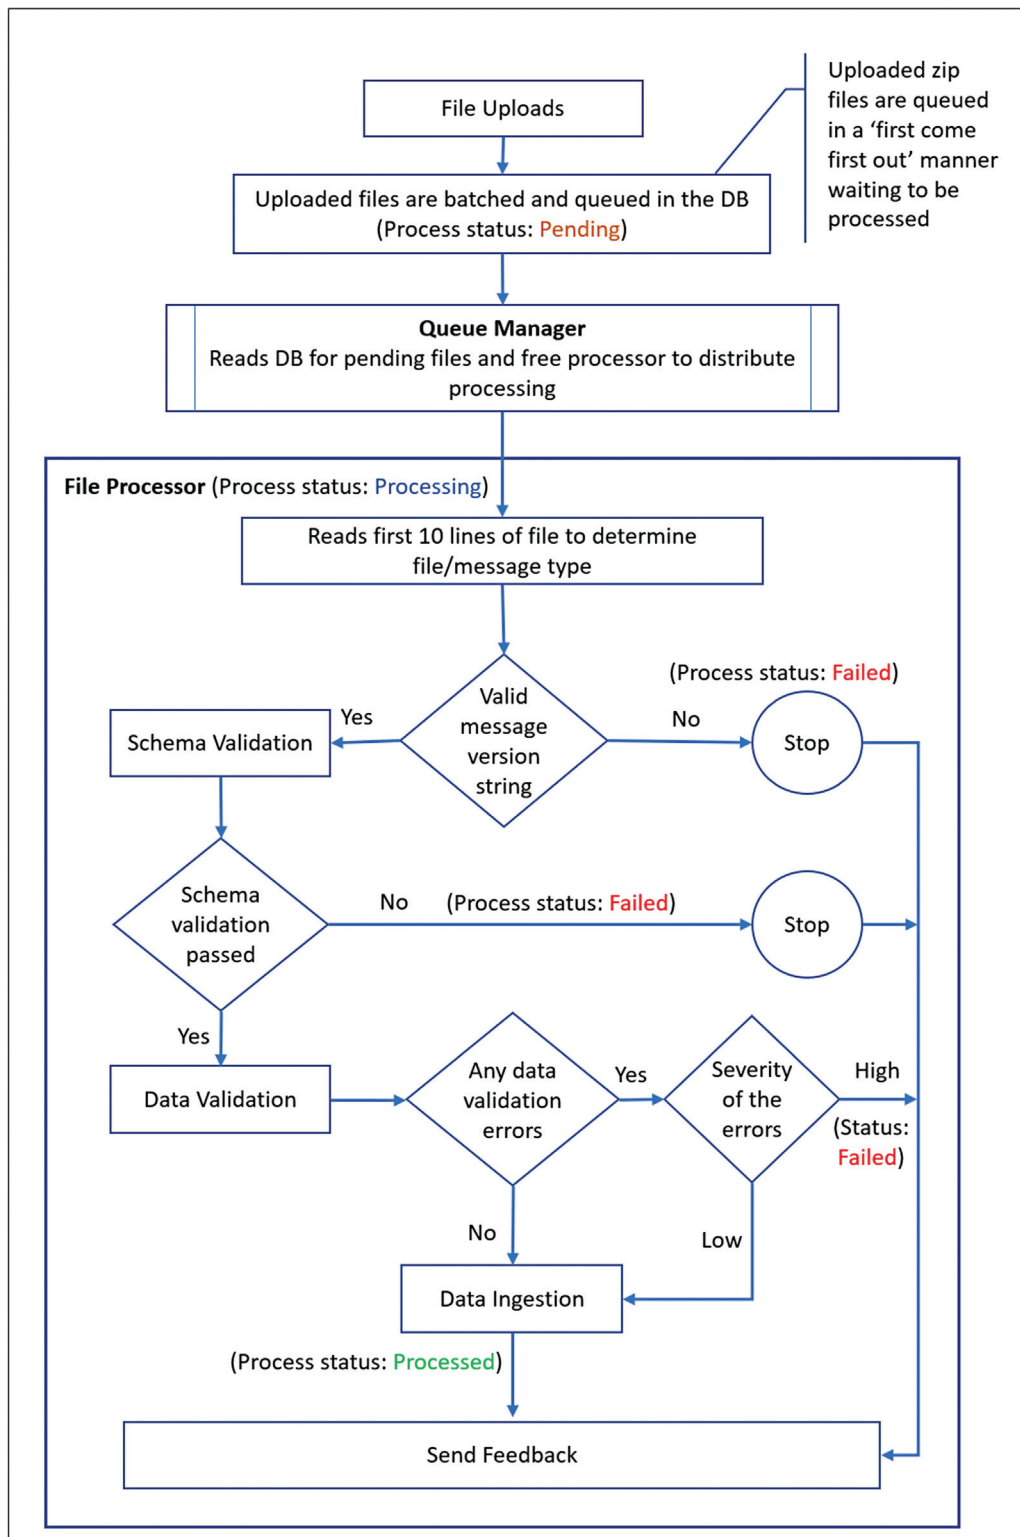 File Uploads
Uploaded zip
files are queued
in a ‘first come
first out’ manner
waiting to be
processed
Uploaded files are batched and queued in the DB
(Process status: Pending)
Queue Manager
Reads DB for pending files and free processor to distribute
processing
File Processor (Process status: Processing)
Reads first 10 lines of file to determine
file/message type
Valid
message
version
string
Yes
No
(Process status: Failed)
Stop
Schema Validation
Schema
validation
passed
No
(Process status: Failed)
Stop
Yes
Data Validation
Any data
validation
errors
Yes
Severity
of the
errors
High
(Status:
Failed)
No
Low
Data Ingestion
(Process status: Processed)
Send Feedback